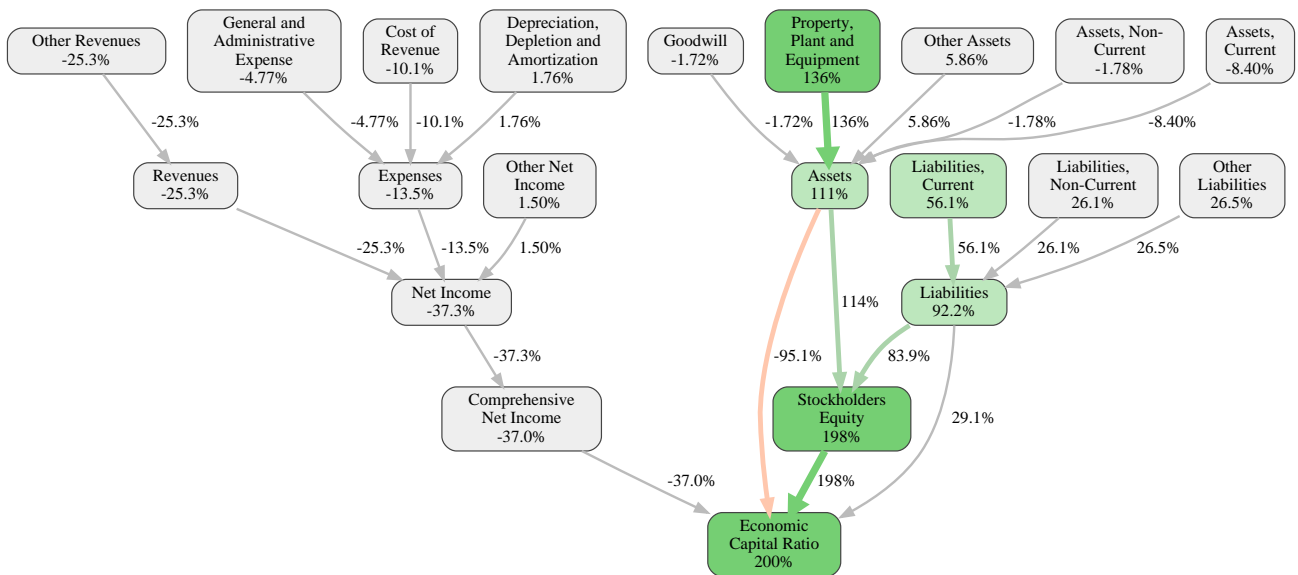 Other Revenues
-25.3%
General and
Administrative
Expense
-4.77%
Cost of
Revenue
-10.1%
Depreciation,
Depletion and
Amortization
1.76%
Goodwill
-1.72%
Property,
Plant and
Equipment
136%
Other Assets
5.86%
Assets, Non-
Current
-1.78%
Assets,
Current
-8.40%
-25.3%
-4.77%
-10.1%
1.76%
-1.72%
136%
5.86%
-1.78%
-8.40%
Revenues
-25.3%
Expenses
-13.5%
Other Net
Income
1.50%
Assets
111%
Liabilities,
Current
56.1%
Liabilities,
Non-Current
26.1%
Other
Liabilities
26.5%
-25.3%
-13.5%
1.50%
56.1%
26.1%
26.5%
Net Income
-37.3%
114%
Liabilities
92.2%
-37.3%
-95.1%
83.9%
Comprehensive
Net Income
-37.0%
Stockholders
Equity
198%
29.1%
-37.0%
198%
Economic
Capital Ratio
200%